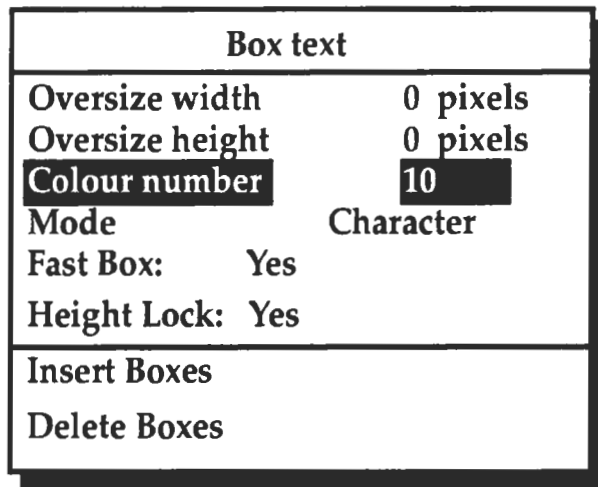 Box text
Oversize width 0 pixels
Oversize height 0 pixels
Colour number 10
Mode Character
Fast Box: Yes
Height Lock: Yes
Insert Boxes
Delete Boxes